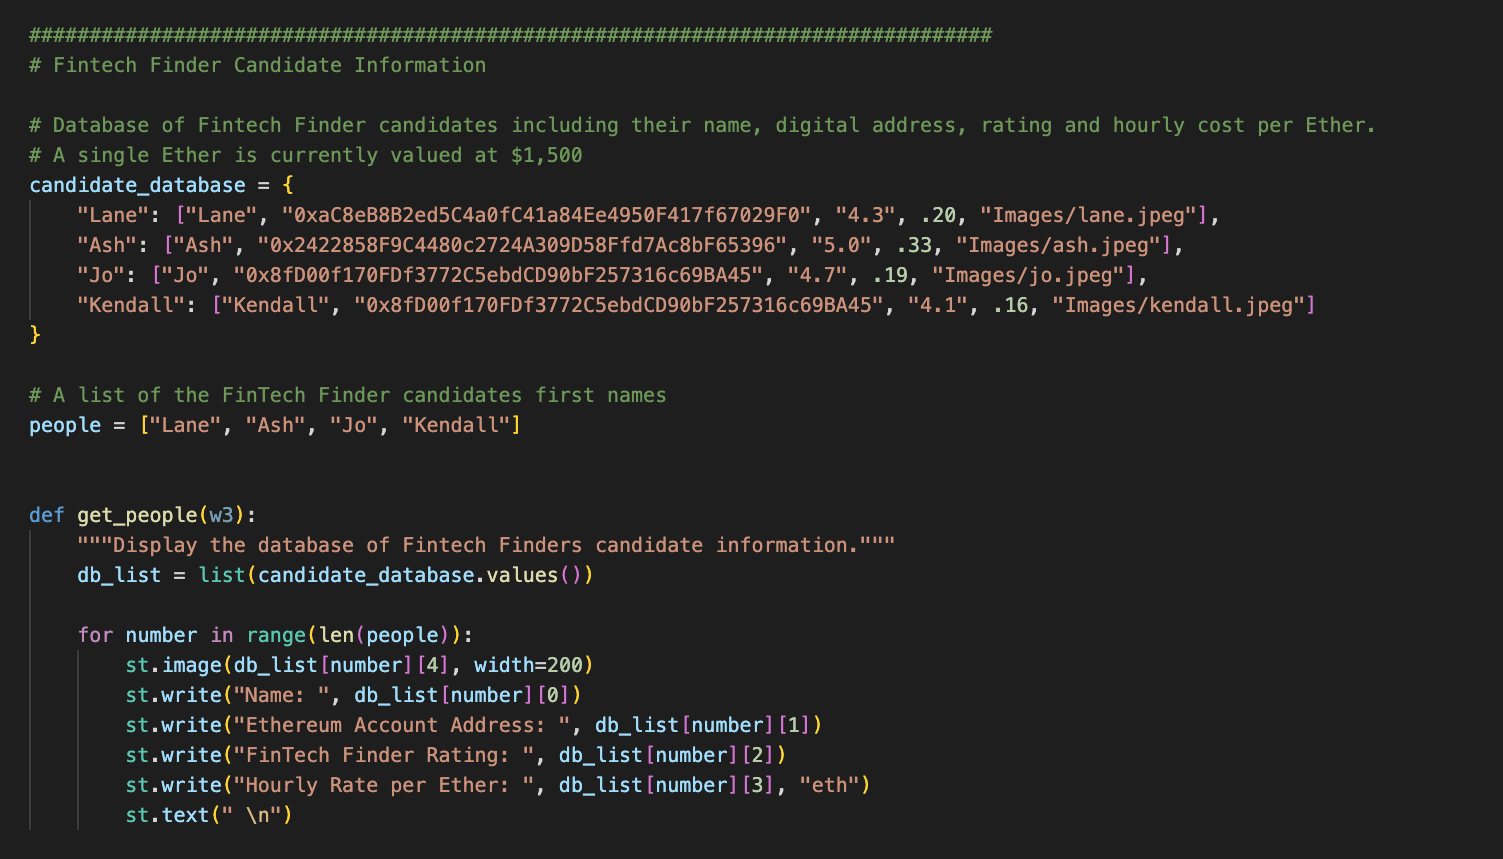 ################################################################################
# Fintech Finder Candidate Information

# Database of Fintech Finder candidates including their name, digital address, rating and hourly cost per Ether.
# A single Ether is currently valued at $1,500
candidate_database = {
    "Lane": ["Lane", "0xaC8eB8B2ed5C4a0fC41a84Ee4950F417f67029F0", "4.3", .20, "Images/lane.jpeg"],
    "Ash": ["Ash", "0x2422858F9C4480c2724A309D58Ffd7Ac8bF65396", "5.0", .33, "Images/ash.jpeg"],
    "Jo": ["Jo", "0x8fD00f170FDf3772C5ebdCD90bF257316c69BA45", "4.7", .19, "Images/jo.jpeg"],
    "Kendall": ["Kendall", "0x8fD00f170FDf3772C5ebdCD90bF257316c69BA45", "4.1", .16, "Images/kendall.jpeg"]
}

# A list of the FinTech Finder candidates first names
people = ["Lane", "Ash", "Jo", "Kendall"]


def get_people(w3):
    """Display the database of Fintech Finders candidate information."""
    db_list = list(candidate_database.values())

    for number in range(len(people)):
        st.image(db_list[number][4], width=200)
        st.write("Name: ", db_list[number][0])
        st.write("Ethereum Account Address: ", db_list[number][1])
        st.write("FinTech Finder Rating: ", db_list[number][2])
        st.write("Hourly Rate per Ether: ", db_list[number][3], "eth")
        st.text(" \n")